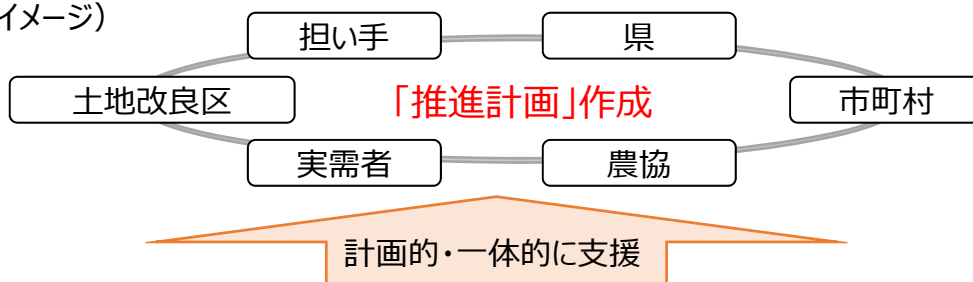 イメージ)
担い手
県
土地改良区
「推進計画」作成
市町村
実需者
農協
計画的・一体的に支援